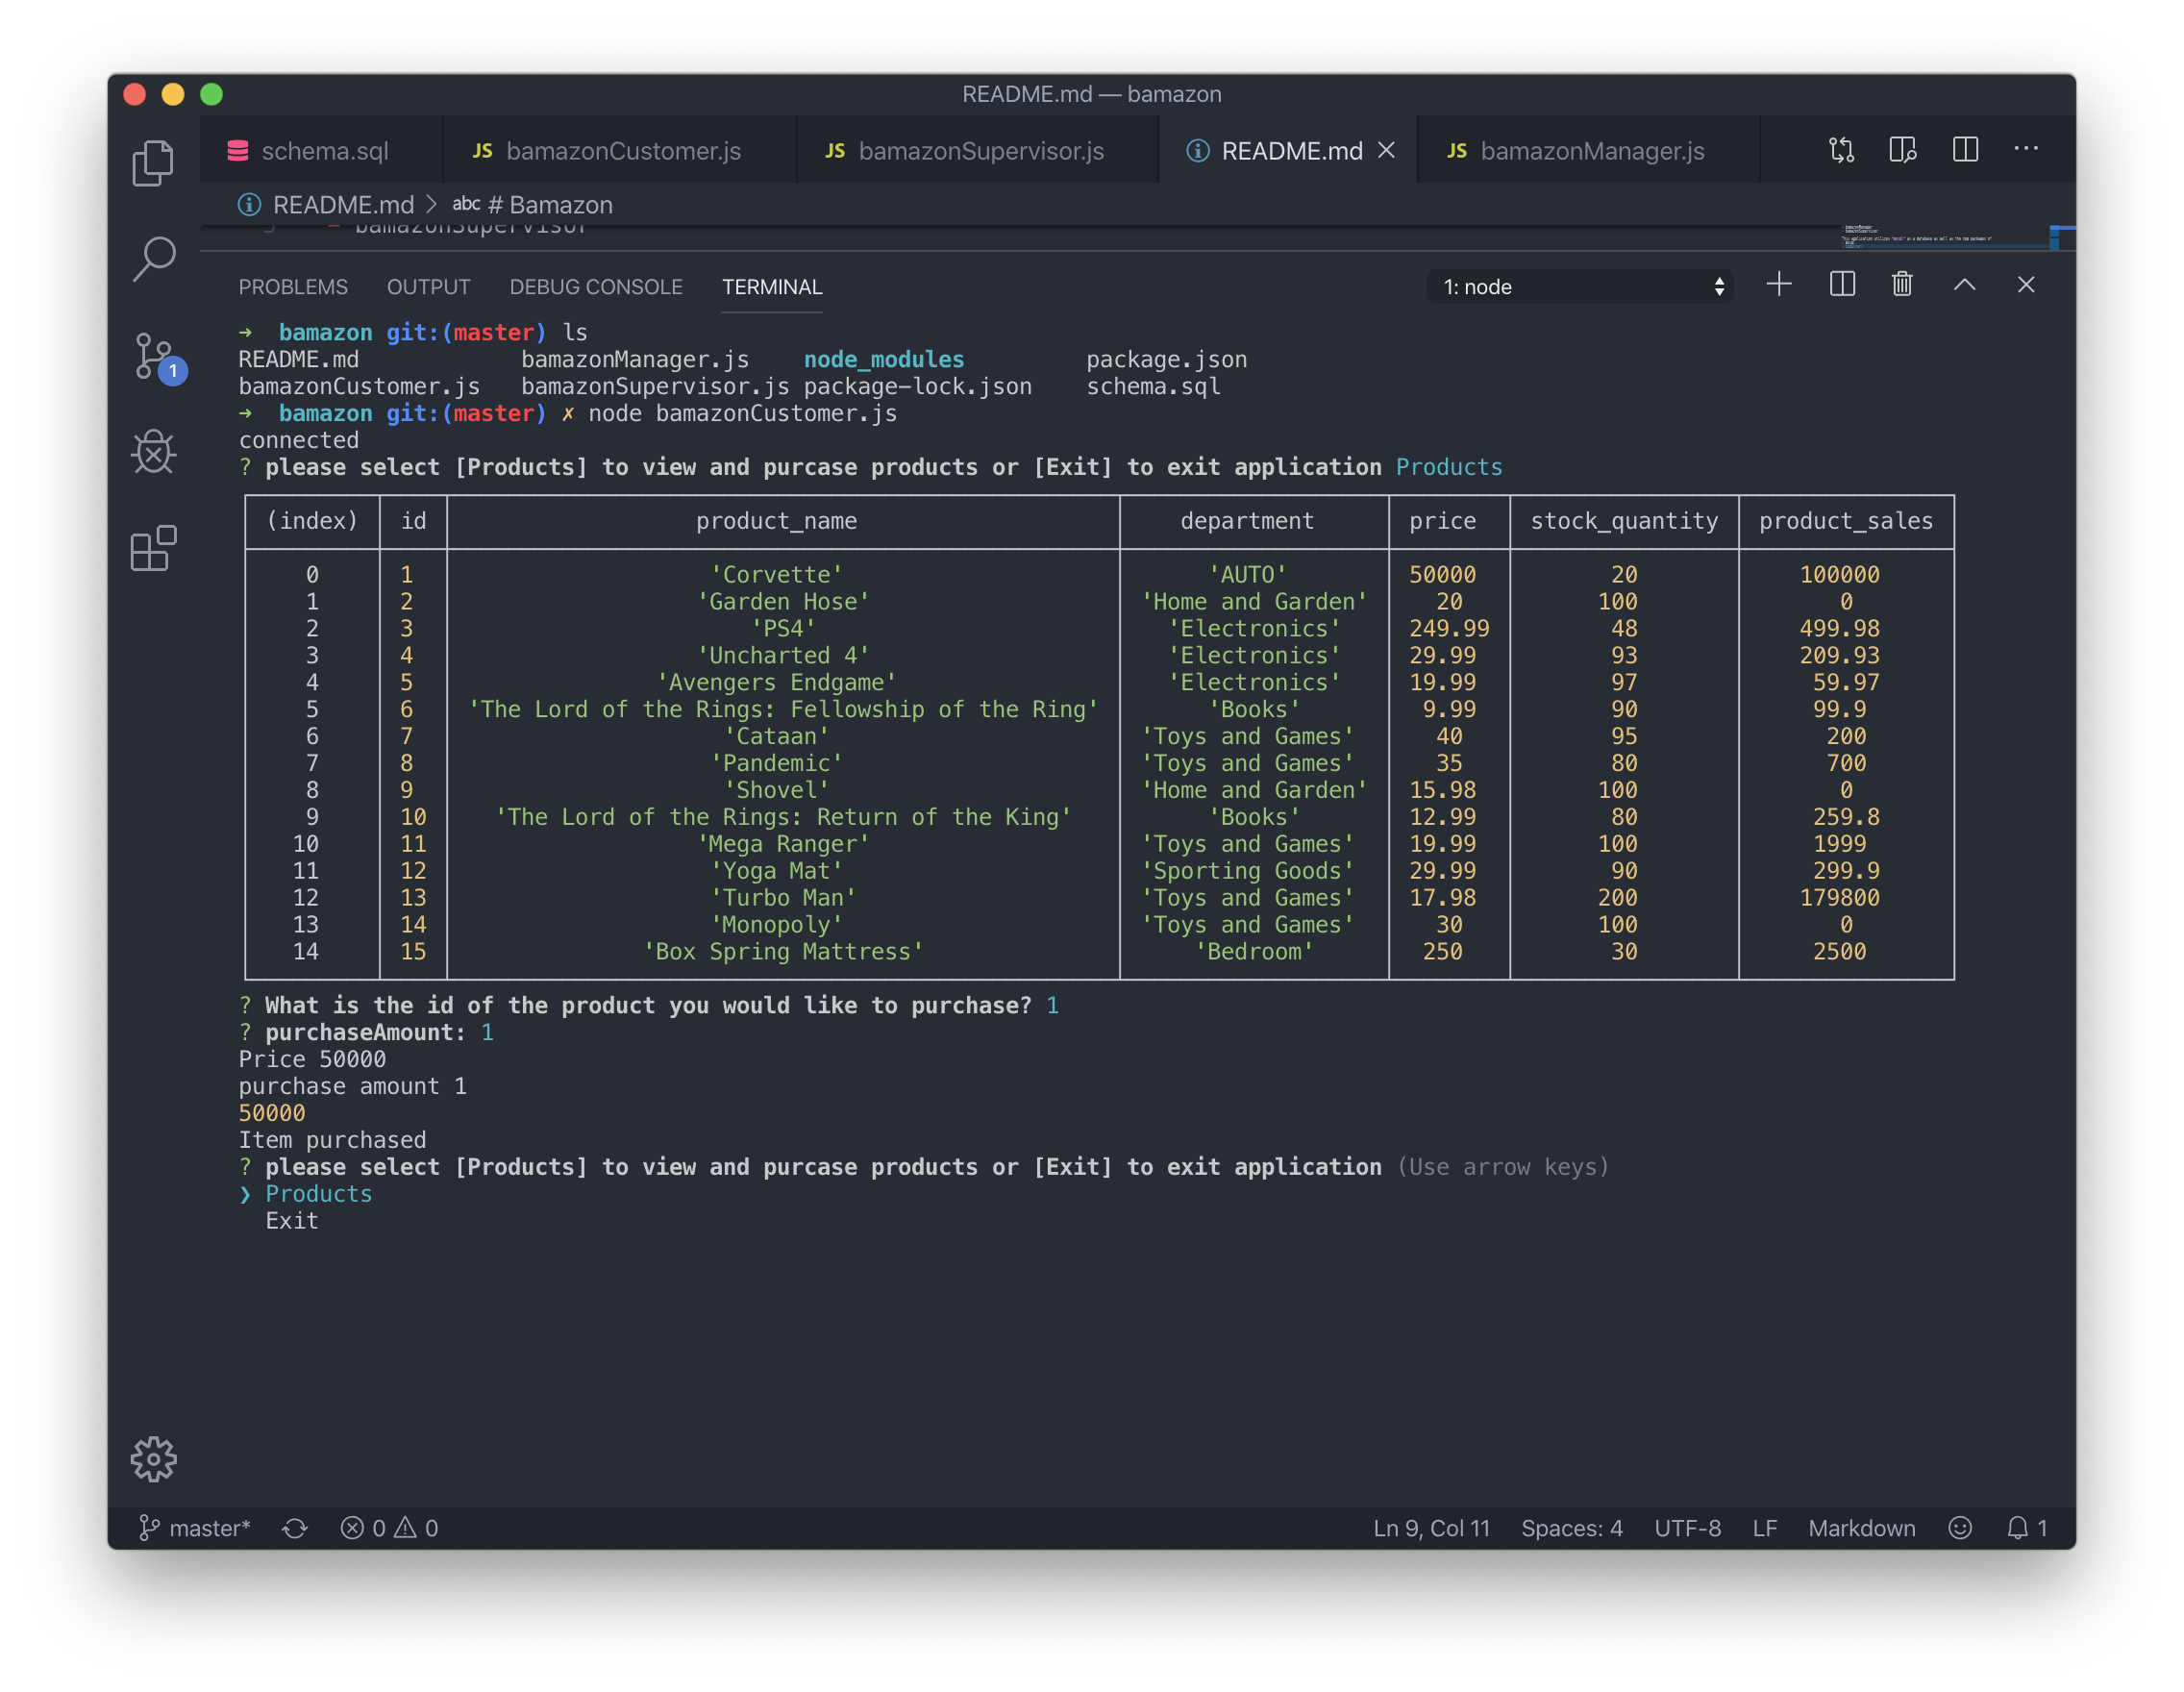 README.md — bamazon
schema.sql JS bamazonCustomer.js JS bamazonSupervisor.js README.md JS bamazonManager.js
README.md > abc # Bamazon
5 - bamazonSupervisor
PROBLEMS OUTPUT DEBUG CONSOLE TERMINAL 1: node
→ bamazon git:(master) ls
README.md bamazonManager.js node_modules package.json
bamazonCustomer.js bamazonSupervisor.js package-lock.json schema.sql
→ bamazon git:(master) ✗ node bamazonCustomer.js
1
connected
? please select [Products] to view and purcase products or [Exit] to exit application Products
(index) id product_name department price stock_quantity product_sales
0 1 'Corvette' 'AUTO' 50000 20 100000
1 2 'Garden Hose' 'Home and Garden' 20 100 0
2 3 'PS4' 'Electronics' 249.99 48 499.98
3 4 'Uncharted 4' 'Electronics' 29.99 93 209.93
4 5 'Avengers Endgame' 'Electronics' 19.99 97 59.97
5 6 'The Lord of the Rings: Fellowship of the Ring' 'Books' 9.99 90 99.9
6 7 'Cataan' 'Toys and Games' 40 95 200
7 8 'Pandemic' 'Toys and Games' 35 80 700
8 9 'Shovel' 'Home and Garden' 15.98 100 0
9 10 'The Lord of the Rings: Return of the King' 'Books' 12.99 80 259.8
10 11 'Mega Ranger' 'Toys and Games' 19.99 100 1999
11 12 'Yoga Mat' 'Sporting Goods' 29.99 90 299.9
12 13 'Turbo Man' 'Toys and Games' 17.98 200 179800
13 14 'Monopoly' 'Toys and Games' 30 100 0
14 15 'Box Spring Mattress' 'Bedroom' 250 30 2500
? What is the id of the product you would like to purchase? 1
? purchaseAmount: 1
Price 50000
purchase amount 1
50000
Item purchased
? please select [Products] to view and purcase products or [Exit] to exit application (Use arrow keys)
❯ Products
Exit
master* 0 0 Ln 9, Col 11 Spaces: 4 UTF-8 LF Markdown 1